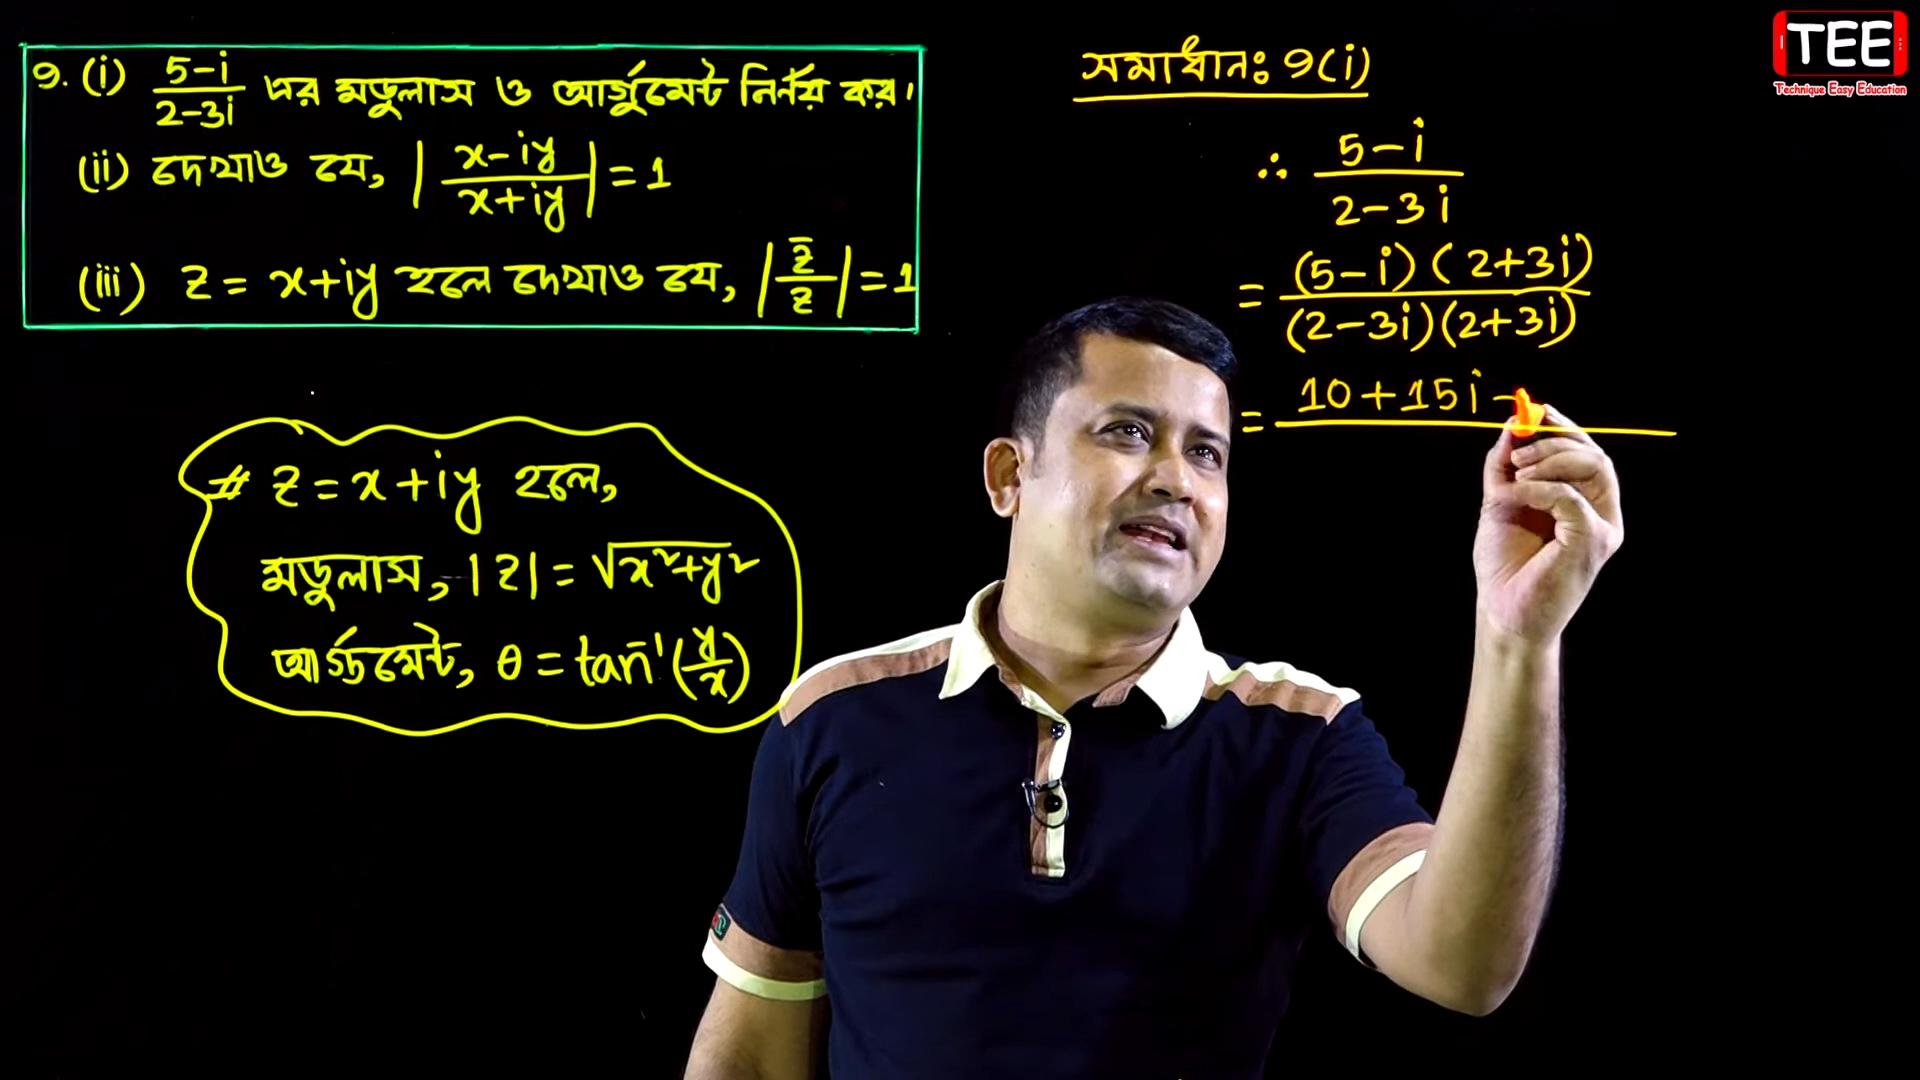 9. (i) 5-i/2-3i এর মডুলাস ও আর্গুমেন্ট নির্ণয় কর।
(ii) দেখাও যে, |x-iy/x+iy| = 1
(iii) z = x+iy হলে দেখাও যে, |z̄/z| = 1
# z = x+iy হলে,
মডুলাস, |z| = √x²+y²
আর্গুমেন্ট, θ = tan⁻¹(y/x)
সমাধান: 9(i)
∴ 5-i/2-3i
= (5-i)(2+3i)/(2-3i)(2+3i)
= 10+15i-
TEE
Technique Easy Education